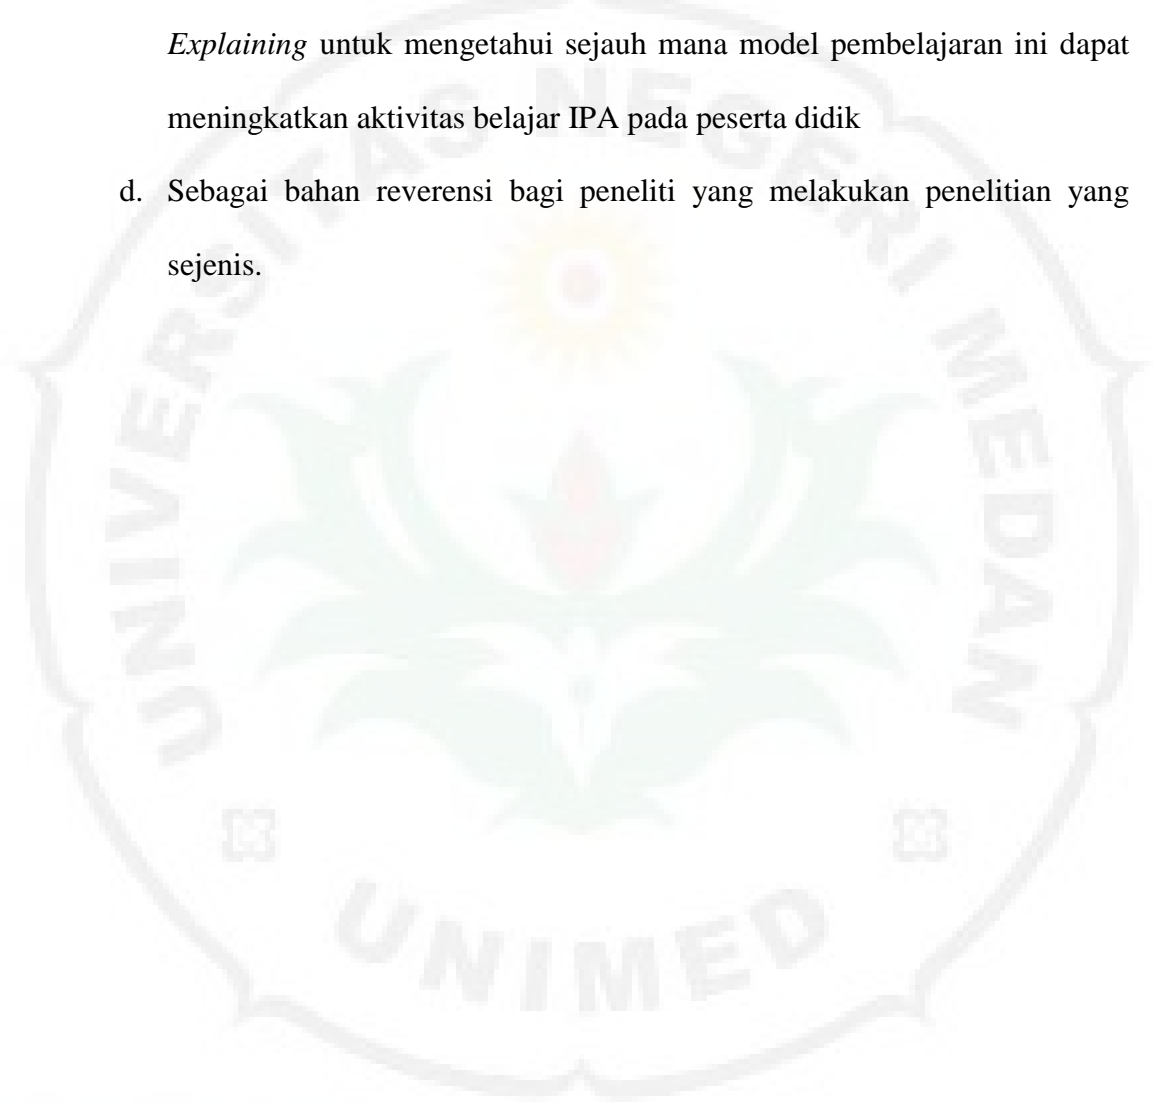 Explaining untuk mengetahui sejauh mana model pembelajaran ini dapat
meningkatkan aktivitas belajar IPA pada peserta didik
d. Sebagai bahan reverensi bagi peneliti yang melakukan penelitian yang
sejenis.
UNIVERSITAS NEGERI MEDAN
UNIMED